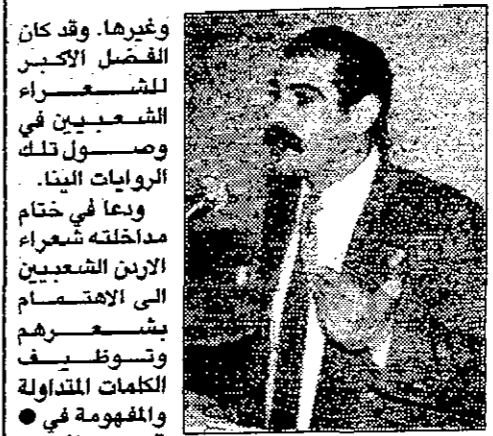 وغيرها. وقد كان
الفضل الأكبر
للشعراء
الشعبيين في
وصول تلك
الروايات الينا.
ودعا في ختام
مداخلته شعراء
الاردن الشعبيين
الى الاهتمام
بشعرهم
وتوظيف
الكلمات المتداولة
والمفهومة في ●